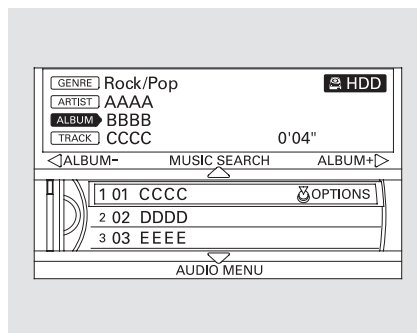 GENRE Rock/Pop HDD
ARTIST AAAA
ALBUM BBBB
TRACK CCCC 0'04"
ALBUM- MUSIC SEARCH ALBUM+
1 01 CCCC OPTIONS
2 02 DDDD
3 03 EEEE
AUDIO MENU